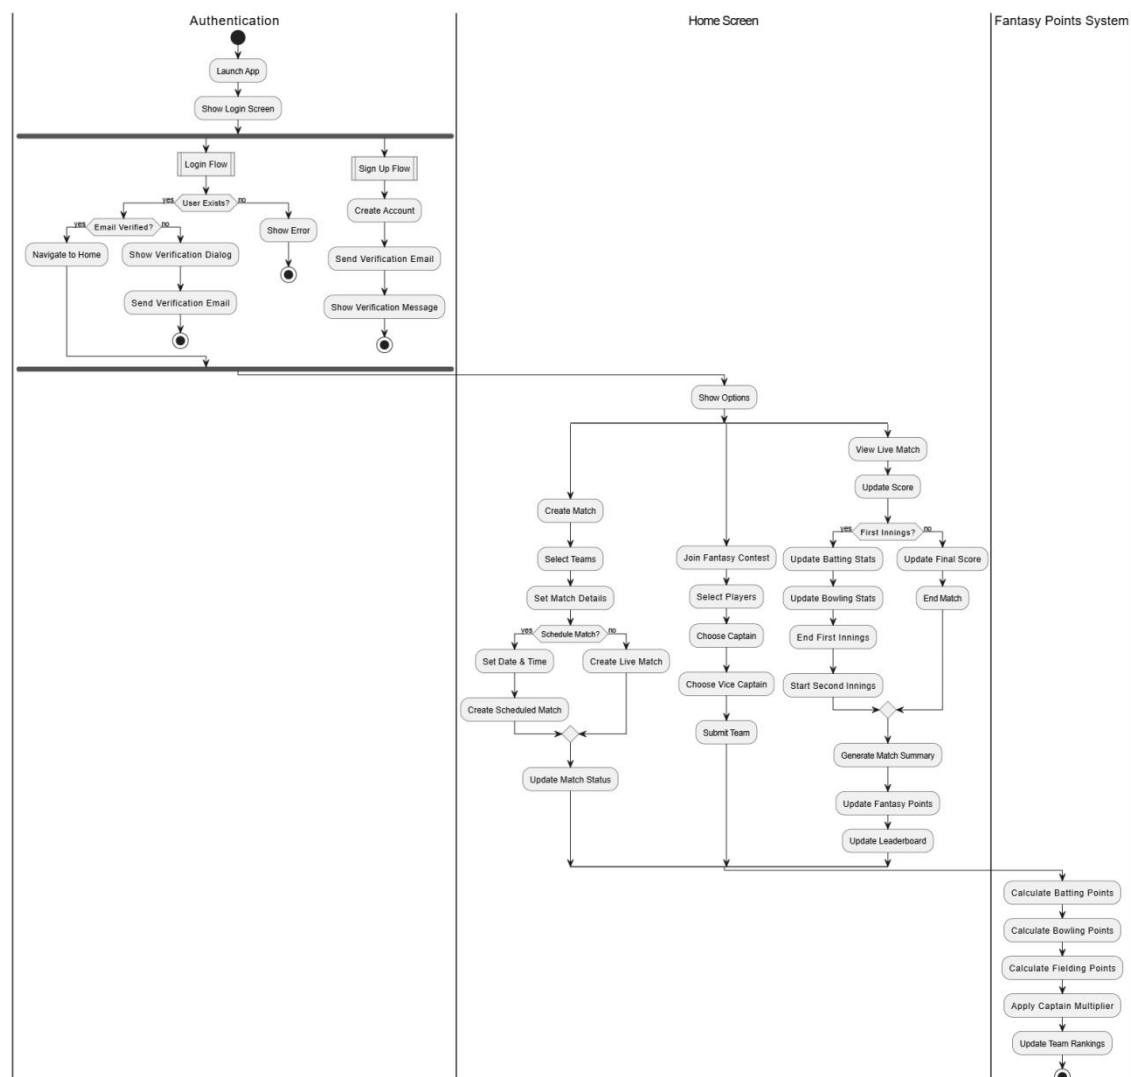 Authentication
Home Screen
Fantasy Points System
Launch App
Show Login Screen
Login Flow
Sign Up Flow
yes
User Exists?
no
Create Account
yes
Email Verified?
no
Show Error
Navigate to Home
Show Verification Dialog
Send Verification Email
Send Verification Email
Show Verification Message
Show Options
View Live Match
Update Score
Create Match
yes
First Innings?
no
Select Teams
Join Fantasy Contest
Update Batting Stats
Update Final Score
Set Match Details
Select Players
Update Bowling Stats
End Match
yes
Schedule Match?
no
Choose Captain
End First Innings
Set Date & Time
Create Live Match
Choose Vice Captain
Start Second Innings
Create Scheduled Match
Submit Team
Generate Match Summary
Update Match Status
Update Fantasy Points
Update Leaderboard
Calculate Batting Points
Calculate Bowling Points
Calculate Fielding Points
Apply Captain Multiplier
Update Team Rankings